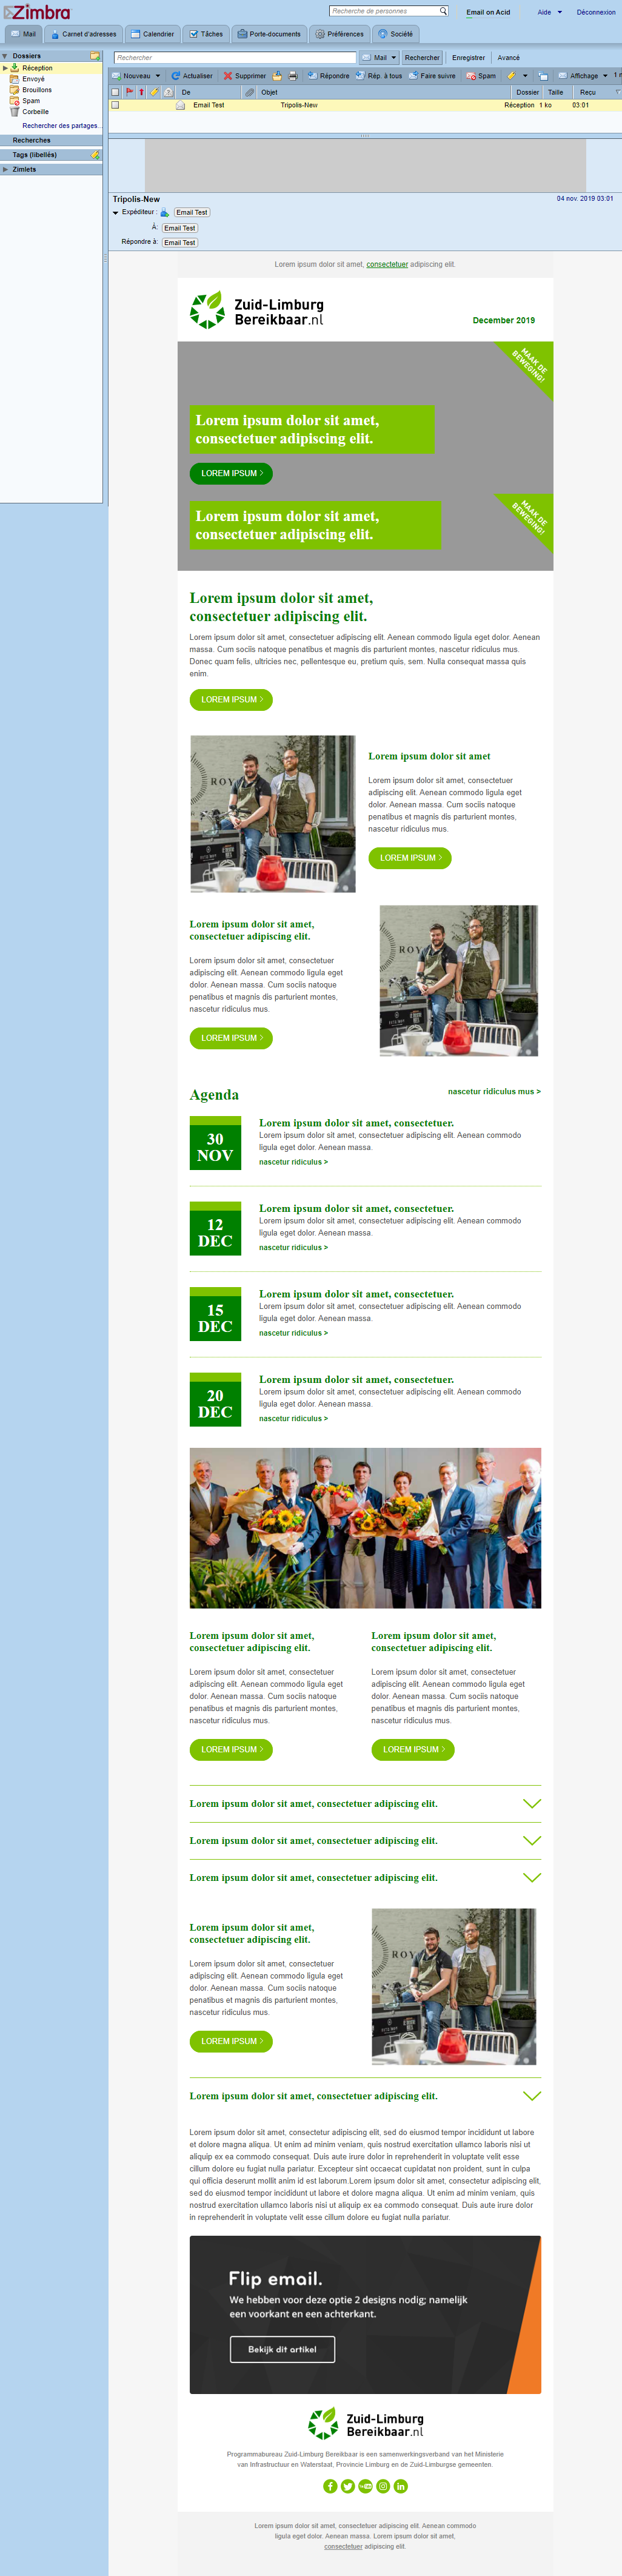 Zimbra
Recherche de personnes
Email on Acid
Aide
Déconnexion
Mail
Carnet d'adresses
Calendrier
Tâches
Porte-documents
Préférences
Société
Dossiers
Réception
Envoyé
Brouillons
Spam
Corbeille
Rechercher des partages...
Recherches
Tags (libellés)
Zimlets
Rechercher
Mail
Rechercher
Enregistrer
Avancé
Nouveau
Actualiser
Supprimer
Répondre
Rép. à tous
Faire suivre
Spam
Affichage
De
Objet
Dossier
Taille
Reçu
Email Test
Tripolis-New
Réception
1 ko
03:01
Tripolis-New
04 nov. 2019 03:01
Expéditeur :
Email Test
À:
Email Test
Répondre à:
Email Test
Lorem ipsum dolor sit amet, consectetuer adipiscing elit.
Zuid-Limburg
Bereikbaar.nl
December 2019
MAAK DE
BEWEGING!
Lorem ipsum dolor sit amet,
consectetuer adipiscing elit.
LOREM IPSUM >
MAAK DE
BEWEGING!
Lorem ipsum dolor sit amet,
consectetuer adipiscing elit.
Lorem ipsum dolor sit amet,
consectetuer adipiscing elit.
Lorem ipsum dolor sit amet, consectetuer adipiscing elit. Aenean commodo ligula eget dolor. Aenean
massa. Cum sociis natoque penatibus et magnis dis parturient montes, nascetur ridiculus mus.
Donec quam felis, ultricies nec, pellentesque eu, pretium quis, sem. Nulla consequat massa quis
enim.
LOREM IPSUM >
ROY
Lorem ipsum dolor sit amet
Lorem ipsum dolor sit amet, consectetuer
adipiscing elit. Aenean commodo ligula eget
dolor. Aenean massa. Cum sociis natoque
penatibus et magnis dis parturient montes,
nascetur ridiculus mus.
LOREM IPSUM >
Lorem ipsum dolor sit amet,
consectetuer adipiscing elit.
Lorem ipsum dolor sit amet, consectetuer
adipiscing elit. Aenean commodo ligula eget
dolor. Aenean massa. Cum sociis natoque
penatibus et magnis dis parturient montes,
nascetur ridiculus mus.
LOREM IPSUM >
ROY
Agenda
nascetur ridiculus mus >
30
NOV
Lorem ipsum dolor sit amet, consectetuer.
Lorem ipsum dolor sit amet, consectetuer adipiscing elit. Aenean commodo
ligula eget dolor. Aenean massa.
nascetur ridiculus >
12
DEC
Lorem ipsum dolor sit amet, consectetuer.
Lorem ipsum dolor sit amet, consectetuer adipiscing elit. Aenean commodo
ligula eget dolor. Aenean massa.
nascetur ridiculus >
15
DEC
Lorem ipsum dolor sit amet, consectetuer.
Lorem ipsum dolor sit amet, consectetuer adipiscing elit. Aenean commodo
ligula eget dolor. Aenean massa.
nascetur ridiculus >
20
DEC
Lorem ipsum dolor sit amet, consectetuer.
Lorem ipsum dolor sit amet, consectetuer adipiscing elit. Aenean commodo
ligula eget dolor. Aenean massa.
nascetur ridiculus >
Lorem ipsum dolor sit amet,
consectetuer adipiscing elit.
Lorem ipsum dolor sit amet, consectetuer
adipiscing elit. Aenean commodo ligula eget
dolor. Aenean massa. Cum sociis natoque
penatibus et magnis dis parturient montes,
nascetur ridiculus mus.
LOREM IPSUM >
Lorem ipsum dolor sit amet,
consectetuer adipiscing elit.
Lorem ipsum dolor sit amet, consectetuer
adipiscing elit. Aenean commodo ligula eget
dolor. Aenean massa. Cum sociis natoque
penatibus et magnis dis parturient montes,
nascetur ridiculus mus.
LOREM IPSUM >
Lorem ipsum dolor sit amet, consectetuer adipiscing elit.
Lorem ipsum dolor sit amet, consectetuer adipiscing elit.
Lorem ipsum dolor sit amet, consectetuer adipiscing elit.
Lorem ipsum dolor sit amet,
consectetuer adipiscing elit.
Lorem ipsum dolor sit amet, consectetuer
adipiscing elit. Aenean commodo ligula eget
dolor. Aenean massa. Cum sociis natoque
penatibus et magnis dis parturient montes,
nascetur ridiculus mus.
LOREM IPSUM >
ROY
Lorem ipsum dolor sit amet, consectetuer adipiscing elit.
Lorem ipsum dolor sit amet, consectetur adipiscing elit, sed do eiusmod tempor incididunt ut labore
et dolore magna aliqua. Ut enim ad minim veniam, quis nostrud exercitation ullamco laboris nisi ut
aliquip ex ea commodo consequat. Duis aute irure dolor in reprehenderit in voluptate velit esse
cillum dolore eu fugiat nulla pariatur. Excepteur sint occaecat cupidatat non proident, sunt in culpa
qui officia deserunt mollit anim id est laborum.Lorem ipsum dolor sit amet, consectetur adipiscing elit,
sed do eiusmod tempor incididunt ut labore et dolore magna aliqua. Ut enim ad minim veniam, quis
nostrud exercitation ullamco laboris nisi ut aliquip ex ea commodo consequat. Duis aute irure dolor
in reprehenderit in voluptate velit esse cillum dolore eu fugiat nulla pariatur.
Flip email.
We hebben voor deze optie 2 designs nodig; namelijk
een voorkant en een achterkant.
Bekijk dit artikel
Zuid-Limburg
Bereikbaar.nl
Programmabureau Zuid-Limburg Bereikbaar is een samenwerkingsverband van het Ministerie
van Infrastructuur en Waterstaat, Provincie Limburg en de Zuid-Limburgse gemeenten.
Lorem ipsum dolor sit amet, consectetuer adipiscing elit. Aenean commodo
ligula eget dolor. Aenean massa. Lorem ipsum dolor sit amet,
consectetuer adipiscing elit.